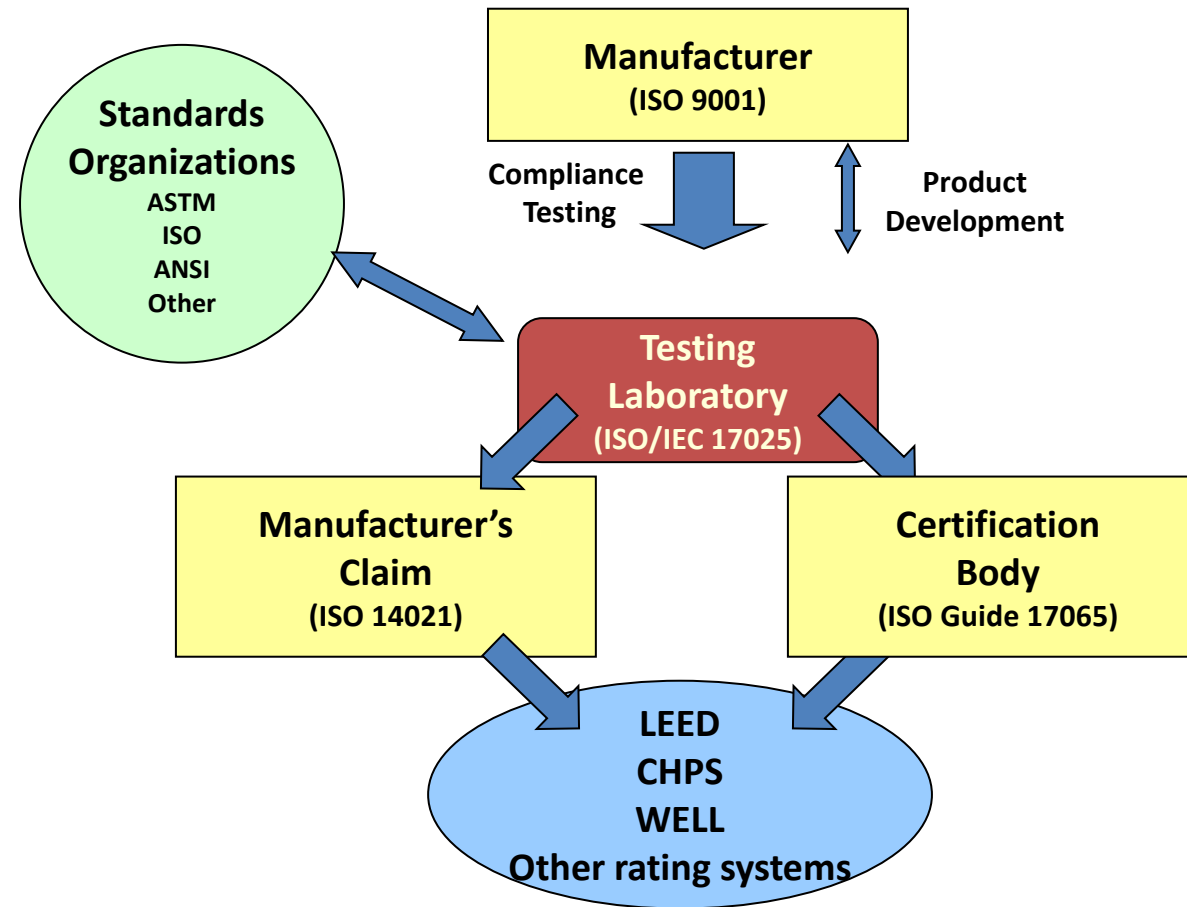 Manufacturer
(ISO 9001)
Standards
Organizations
ASTM
ISO
ANSI
Other
Compliance
Testing
Product
Development
Testing
Laboratory
(ISO/IEC 17025)
Manufacturer’s
Claim
(ISO 14021)
Certification
Body
(ISO Guide 17065)
LEED
CHPS
WELL
Other rating systems